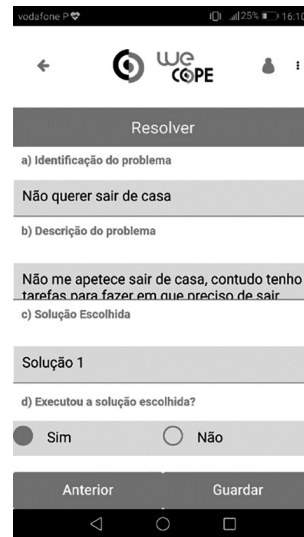 vodafone P 25% 16:10
we
COPE
Resolver
a) Identificação do problema
Não querer sair de casa
b) Descrição do problema
Não me apetece sair de casa, contudo tenho
tarefas para fazer em que preciso de sair
c) Solução Escolhida
Solução 1
d) Executou a solução escolhida?
Sim Não
Anterior Guardar